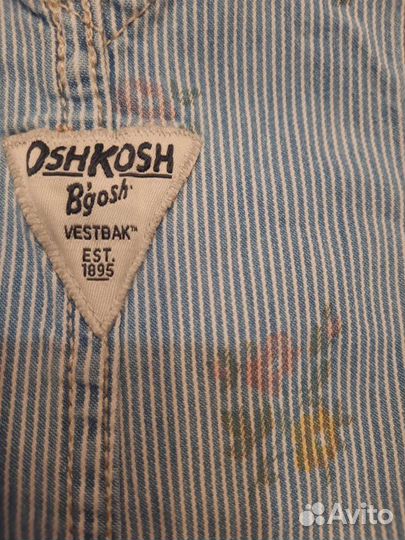 OSHKOSH
B'gosh
VESTBAK™
EST.
1895
Avito